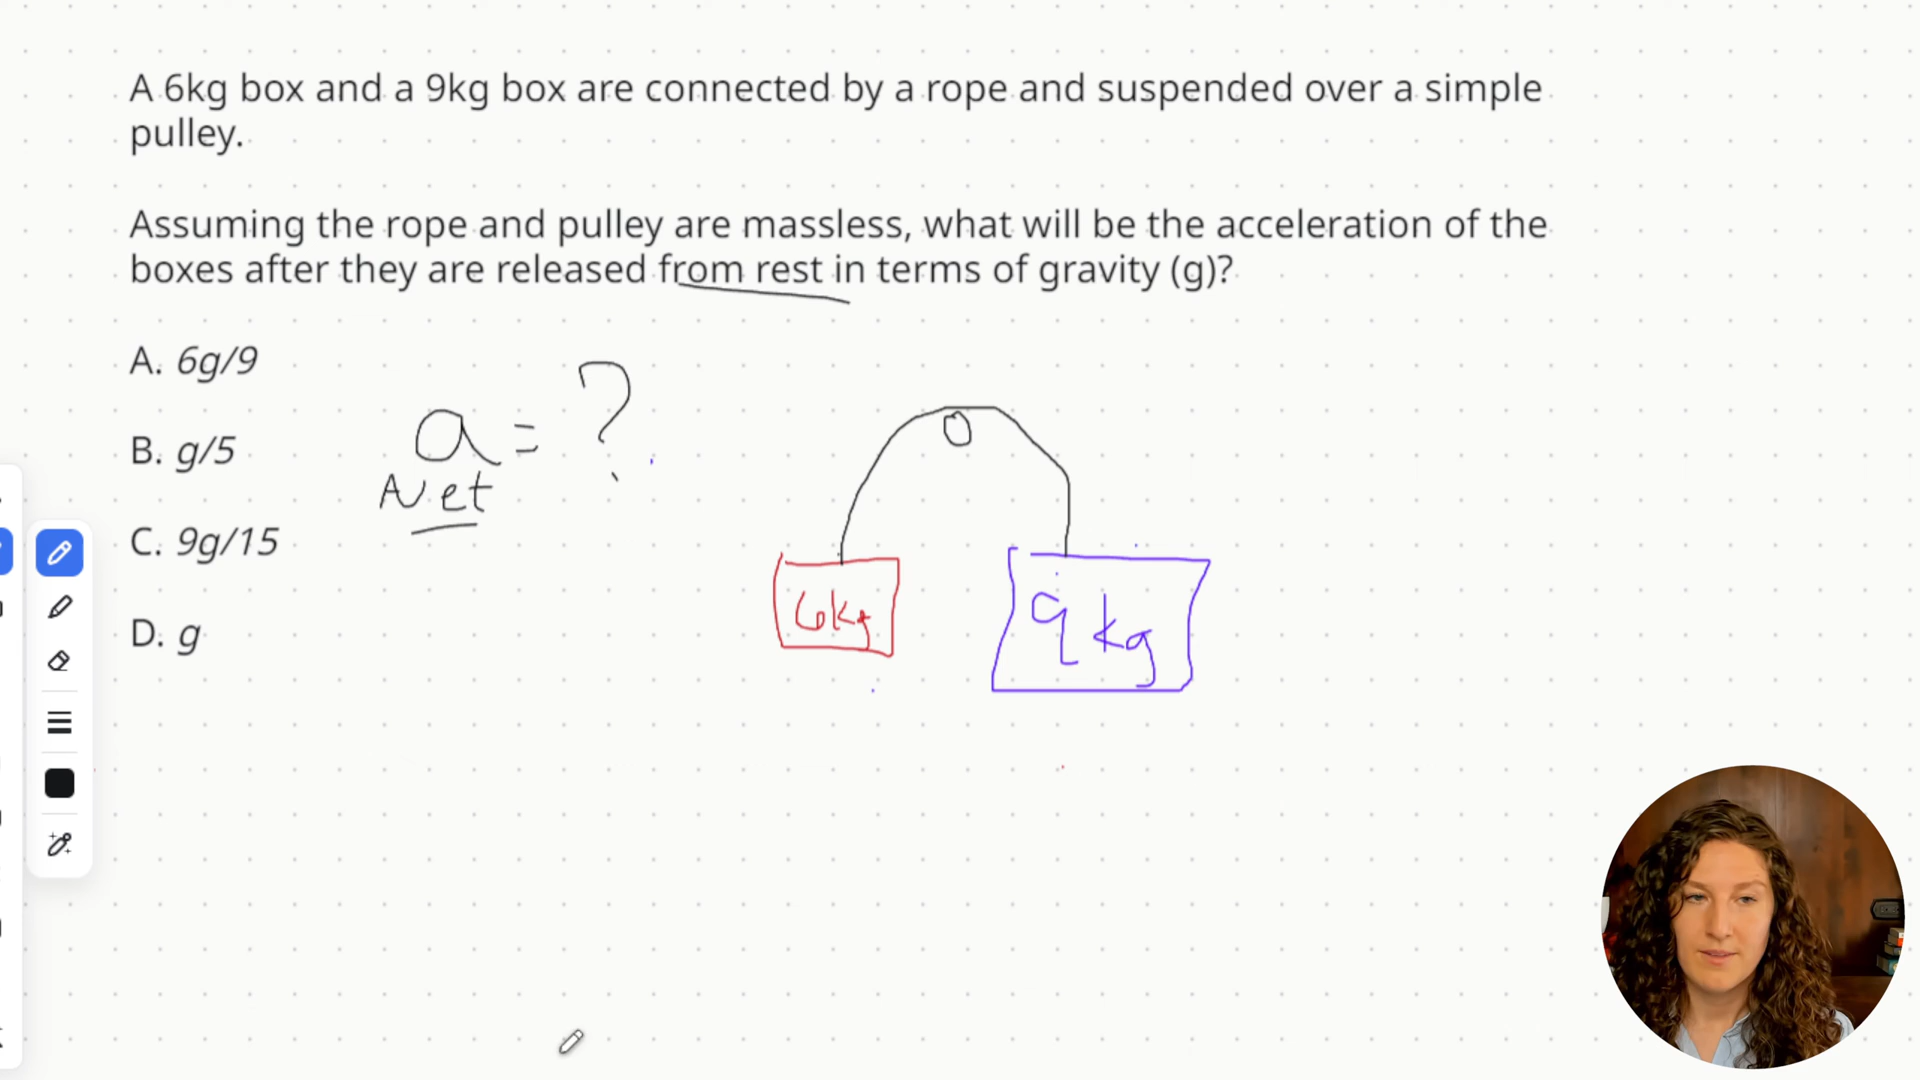 A 6kg box and a 9kg box are connected by a rope and suspended over a simple
pulley.
Assuming the rope and pulley are massless, what will be the acceleration of the
boxes after they are released from rest in terms of gravity (g)?
A. 6g/9
B. g/5
C. 9g/15
D. g
a = ?
Net
6kg
9 kg